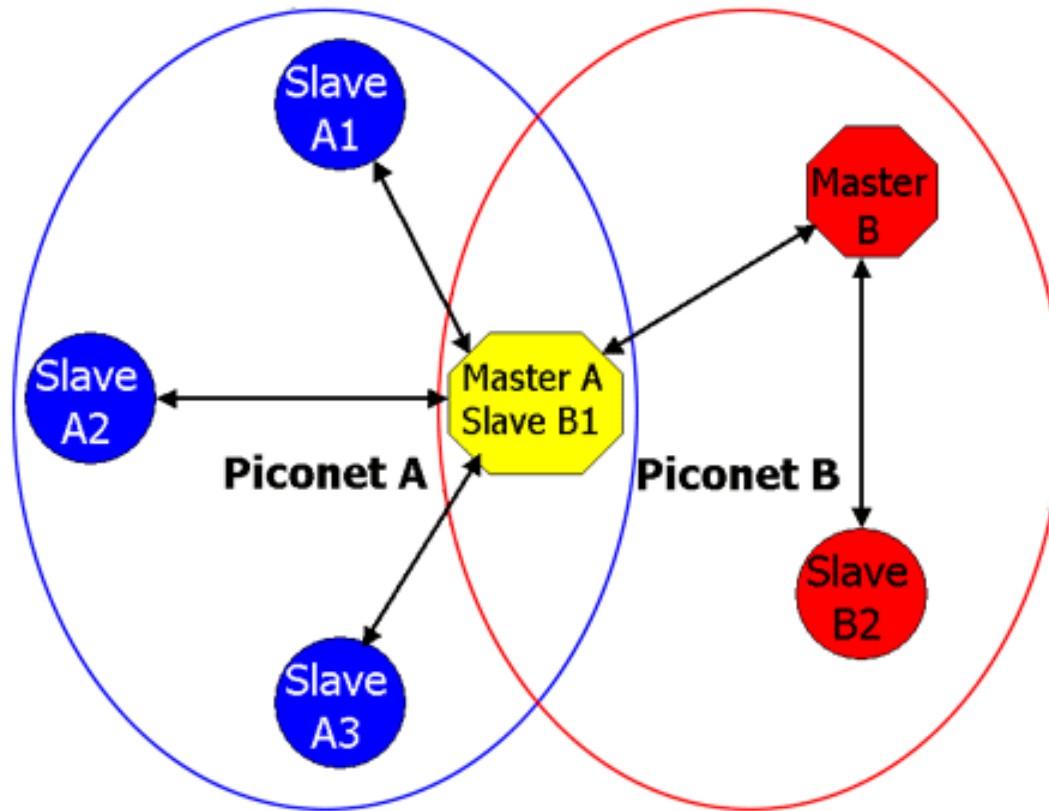 Slave
A1
Master
B
Slave
A2
Master A
Slave B1
Piconet A
Piconet B
Slave
B2
Slave
A3